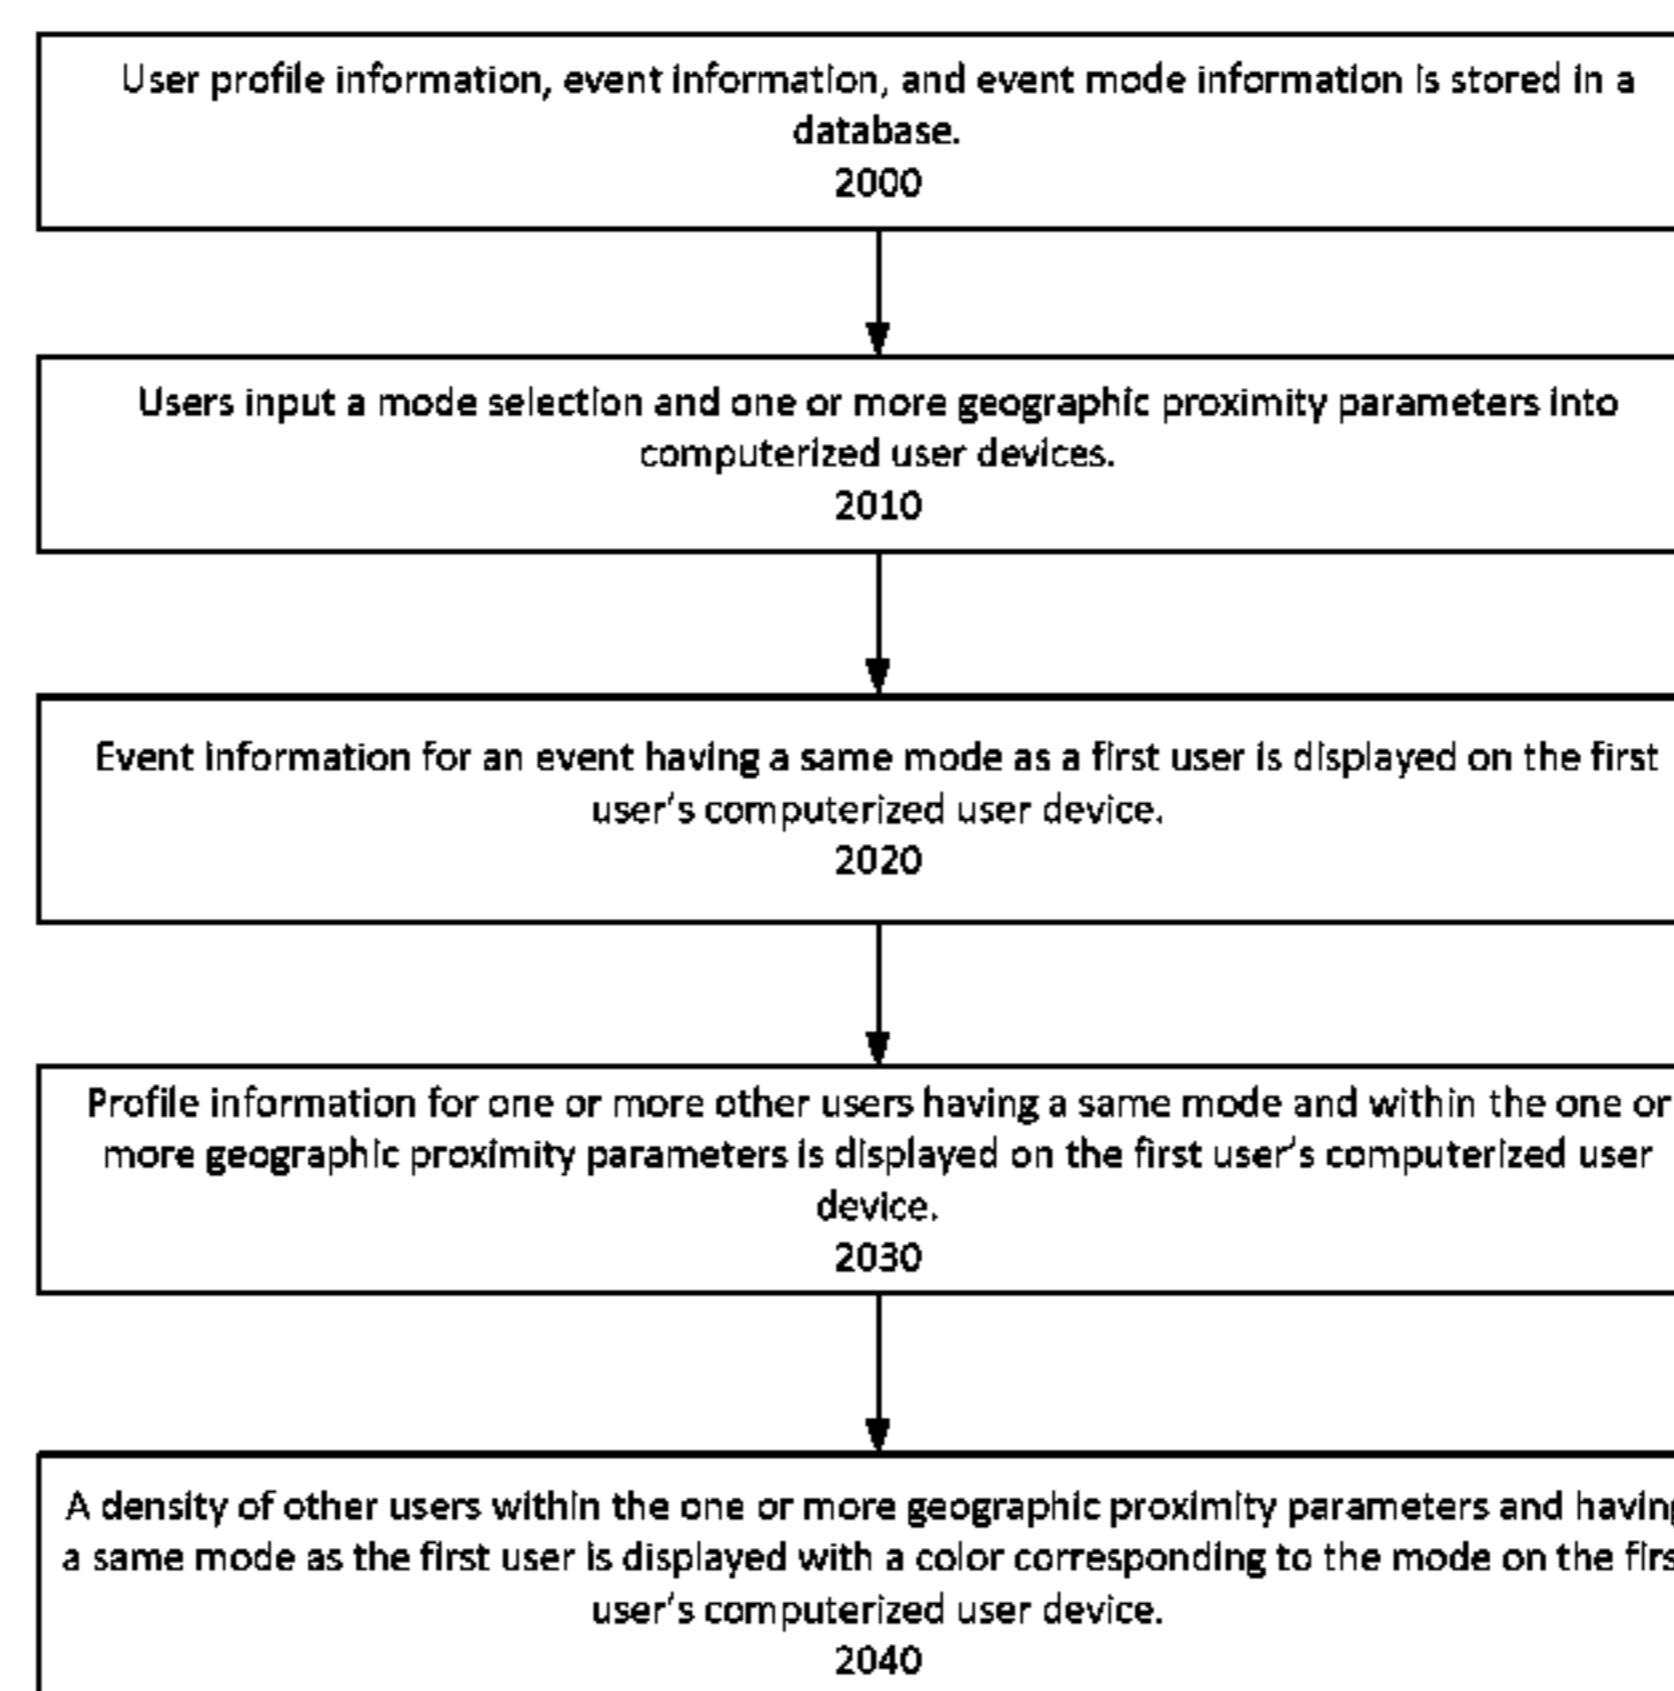 User profile information, event information, and event mode information is stored in a
database.
2000
Users input a mode selection and one or more geographic proximity parameters into
computerized user devices.
2010
Event information for an event having a same mode as a first user is displayed on the first
user's computerized user device.
2020
Profile information for one or more other users having a same mode and within the one or
more geographic proximity parameters is displayed on the first user's computerized user
device.
2030
A density of other users within the one or more geographic proximity parameters and having
a same mode as the first user is displayed with a color corresponding to the mode on the firs
user's computerized user device.
2040